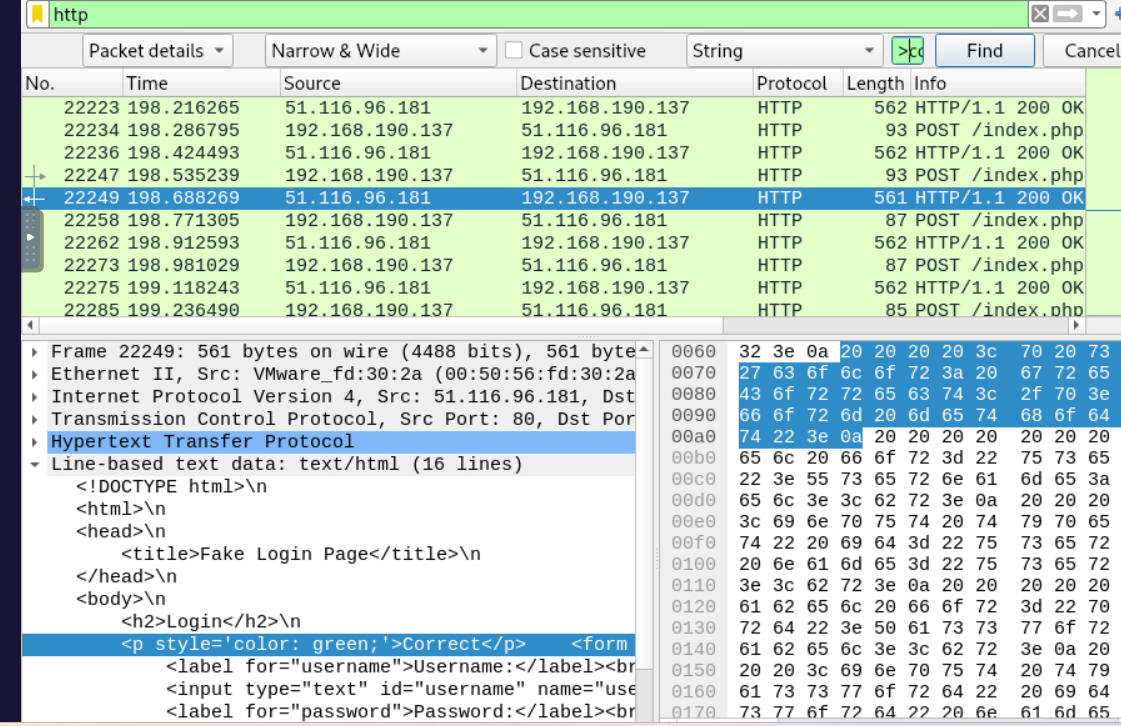 http
Packet details Narrow & Wide Case sensitive String Find Cancel
No. Time Source Destination Protocol Length Info
22223 198.216265 51.116.96.181 192.168.190.137 HTTP 562 HTTP/1.1 200 OK
22234 198.286795 192.168.190.137 51.116.96.181 HTTP 93 POST /index.php
22236 198.424493 51.116.96.181 192.168.190.137 HTTP 562 HTTP/1.1 200 OK
22247 198.535239 192.168.190.137 51.116.96.181 HTTP 93 POST /index.php
22249 198.688269 51.116.96.181 192.168.190.137 HTTP 561 HTTP/1.1 200 OK
22258 198.771305 192.168.190.137 51.116.96.181 HTTP 87 POST /index.php
22262 198.912593 51.116.96.181 192.168.190.137 HTTP 562 HTTP/1.1 200 OK
22273 198.981029 192.168.190.137 51.116.96.181 HTTP 87 POST /index.php
22275 199.118243 51.116.96.181 192.168.190.137 HTTP 562 HTTP/1.1 200 OK
22285 199.236490 192.168.190.137 51.116.96.181 HTTP 85 POST /index.php
Frame 22249: 561 bytes on wire (4488 bits), 561 byte
Ethernet II, Src: VMware_fd:30:2a (00:50:56:fd:30:2a
Internet Protocol Version 4, Src: 51.116.96.181, Dst
Transmission Control Protocol, Src Port: 80, Dst Por
Hypertext Transfer Protocol
Line-based text data: text/html (16 lines)
<!DOCTYPE html>\n
<html>\n
<head>\n
<title>Fake Login Page</title>\n
</head>\n
<body>\n
<h2>Login</h2>\n
<p style='color: green;'>Correct</p> <form
<label for="username">Username:</label><br
<input type="text" id="username" name="use
<label for="password">Password:</label><br
0060 32 3e 0a 20 20 20 20 3c 70 20 73
0070 27 63 6f 6c 6f 72 3a 20 67 72 65
0080 43 6f 72 72 65 63 74 3c 2f 70 3e
0090 66 6f 72 6d 20 6d 65 74 68 6f 64
00a0 74 22 3e 0a 20 20 20 20 20 20 20
00b0 65 6c 20 66 6f 72 3d 22 75 73 65
00c0 22 3e 55 73 65 72 6e 61 6d 65 3a
00d0 65 6c 3e 3c 62 72 3e 0a 20 20 20
00e0 3c 69 6e 70 75 74 20 74 79 70 65
00f0 74 22 20 69 64 3d 22 75 73 65 72
0100 20 6e 61 6d 65 3d 22 75 73 65 72
0110 3e 3c 62 72 3e 0a 20 20 20 20 20
0120 61 62 65 6c 20 66 6f 72 3d 22 70
0130 72 64 22 3e 50 61 73 73 77 6f 72
0140 61 62 65 6c 3e 3c 62 72 3e 0a 20
0150 20 20 3c 69 6e 70 75 74 20 74 79
0160 61 73 73 77 6f 72 64 22 20 69 64
0170 73 77 6f 72 64 22 20 6e 61 6d 65